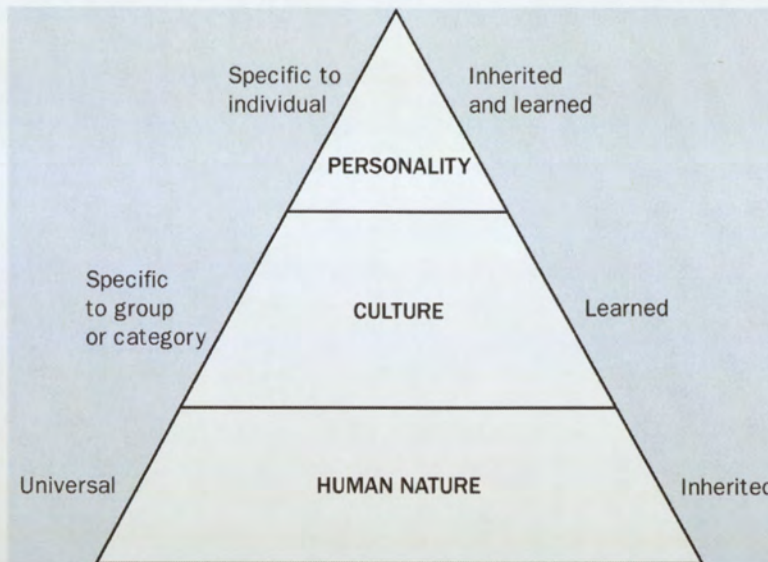 Specific to
individual
Inherited
and learned
PERSONALITY
Specific
to group
or category
CULTURE
Learned
Universal
HUMAN NATURE
Inherited